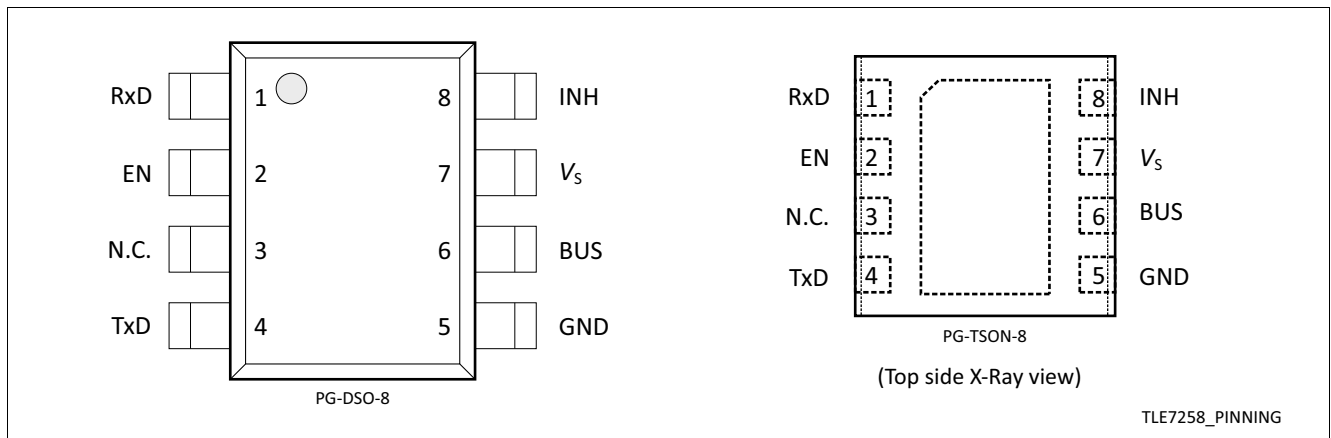 RxD 1 8 INH
EN 2 7 VS
N.C. 3 6 BUS
TxD 4 5 GND
PG-DSO-8
RxD 1 8 INH
EN 2 7 VS
N.C. 3 6 BUS
TxD 4 5 GND
PG-TSON-8
(Top side X-Ray view)
TLE7258_PINNING